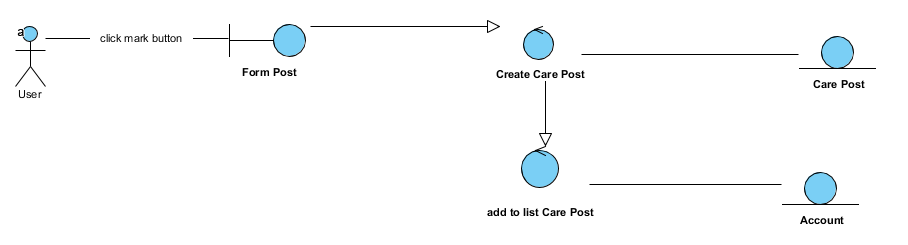 a
click mark button
User
Form Post
Create Care Post
Care Post
add to list Care Post
Account